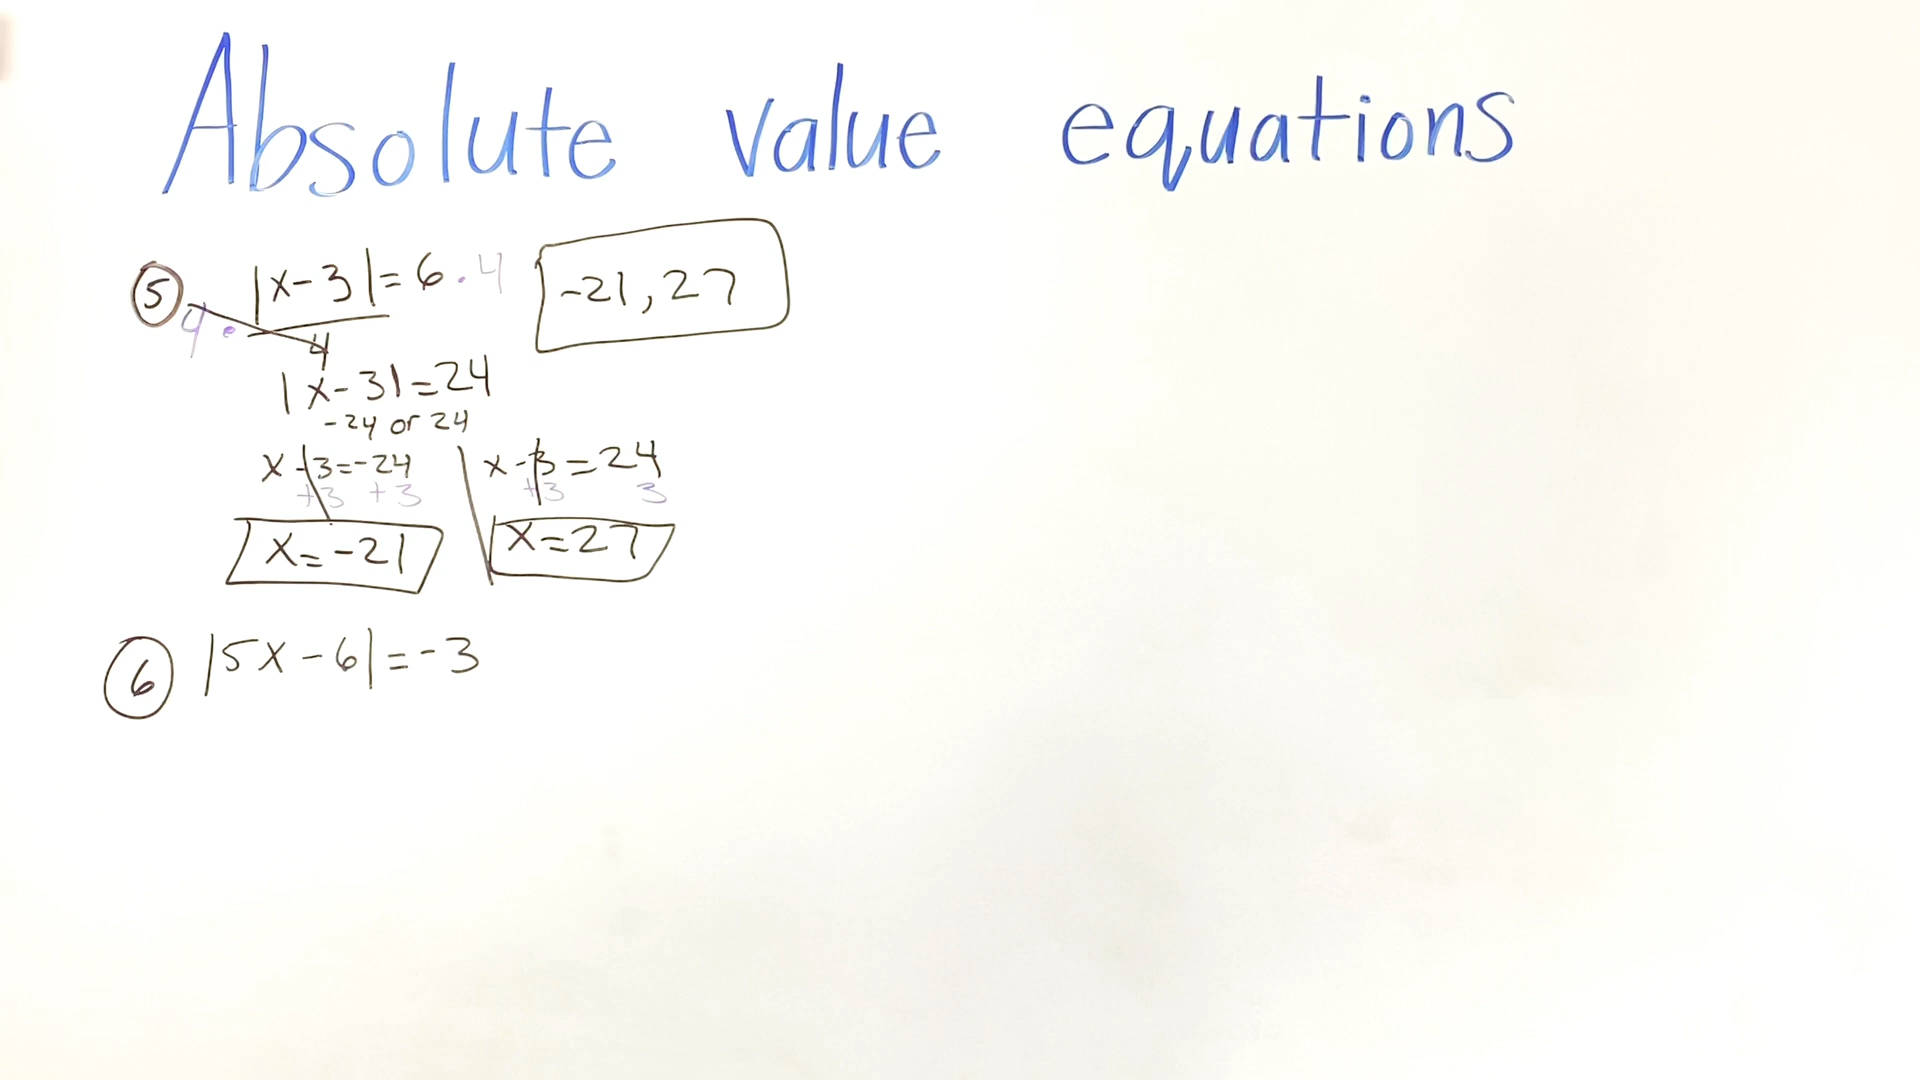 Absolute value equations
5 |x-3|=6·4 -21, 27
4· 4
|x-3|=24
-24 or 24
x-3=-24 x-3=24
+3 +3 +3 3
x=-21 x=27
6 |5x-6|=-3